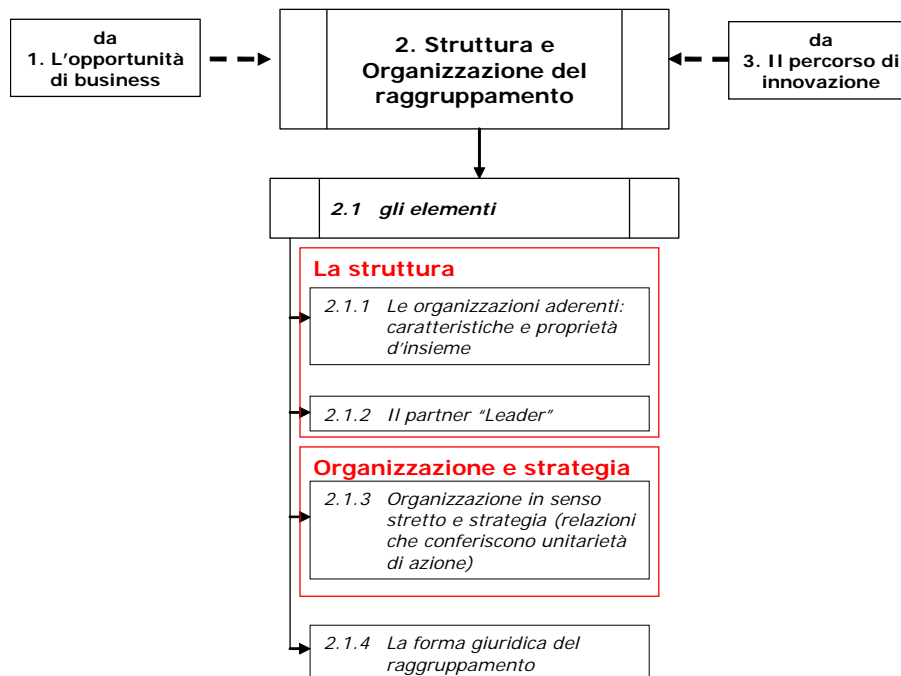 da
1. L'opportunità
di business
2. Struttura e
Organizzazione del
raggruppamento
da
3. Il percorso di
innovazione
2.1 gli elementi
La struttura
2.1.1 Le organizzazioni aderenti:
caratteristiche e proprietà
d'insieme
2.1.2 Il partner “Leader”
Organizzazione e strategia
2.1.3 Organizzazione in senso
stretto e strategia (relazioni
che conferiscono unitarietà
di azione)
2.1.4 La forma giuridica del
raggruppamento